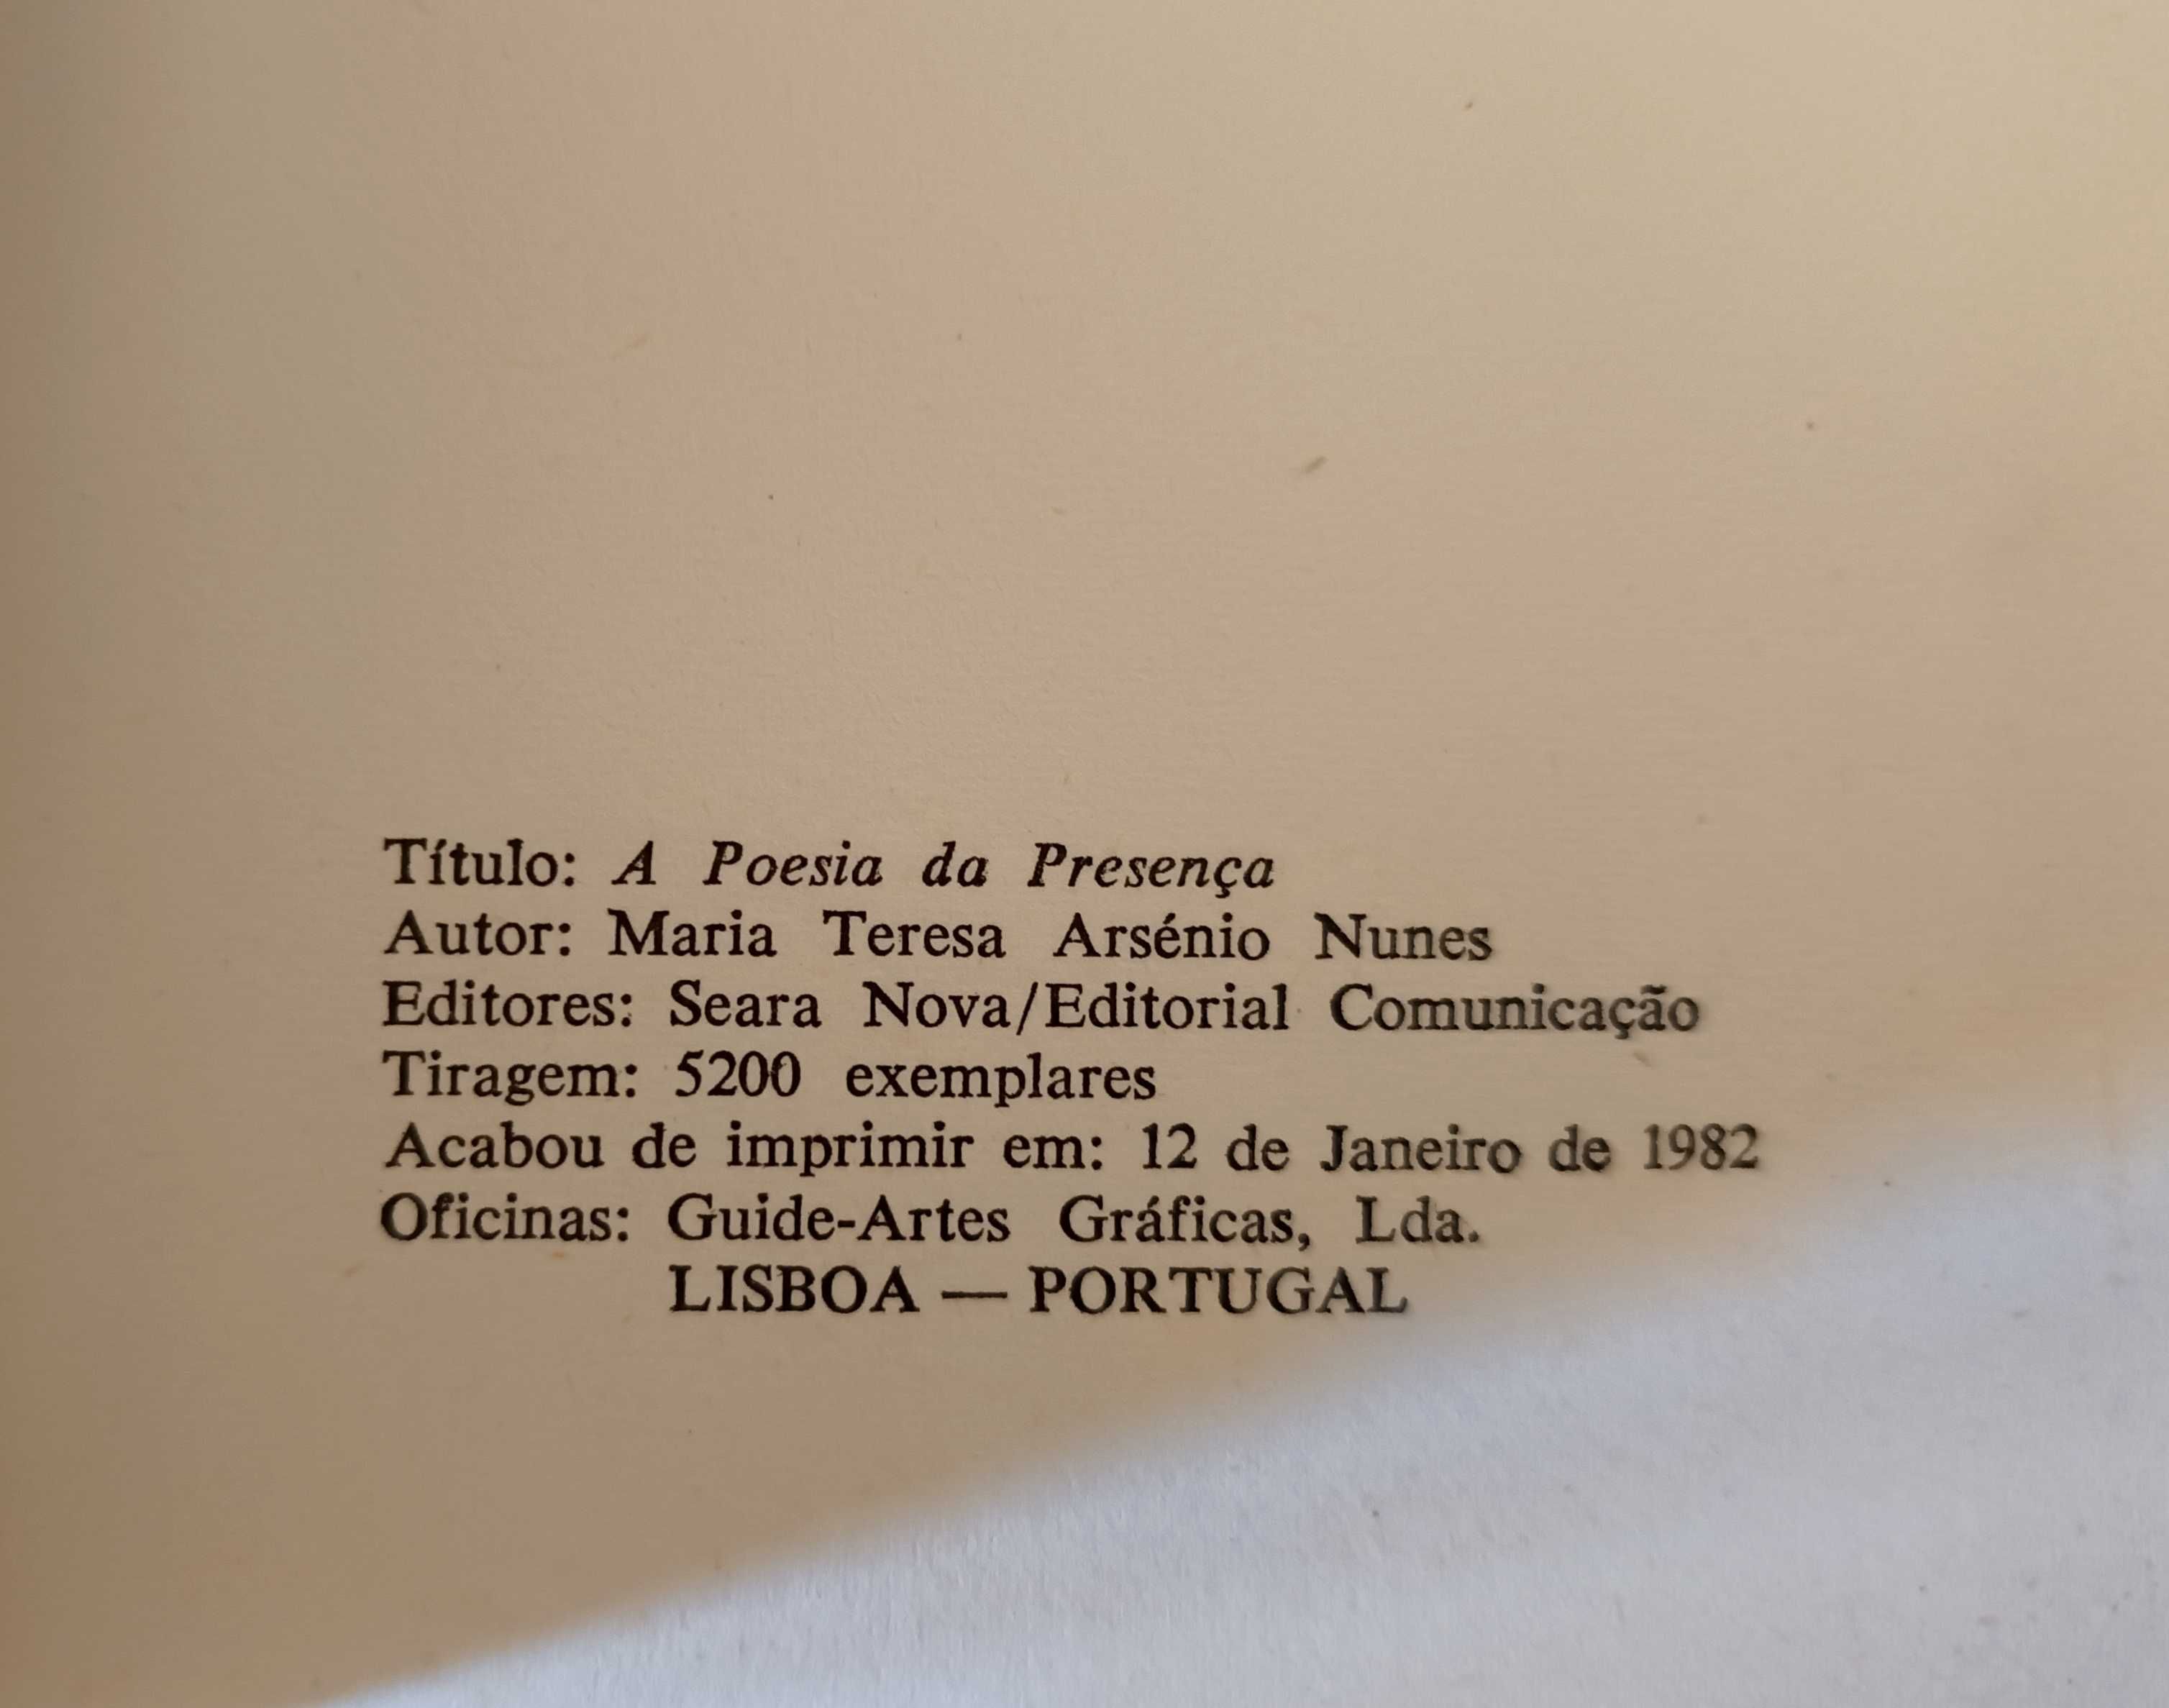 Título: A Poesia da Presença
Autor: Maria Teresa Arsénio Nunes
Editores: Seara Nova/Editorial Comunicação
Tiragem: 5200 exemplares
Acabou de imprimir em: 12 de Janeiro de 1982
Oficinas: Guide-Artes Gráficas, Lda.
LISBOA — PORTUGAL